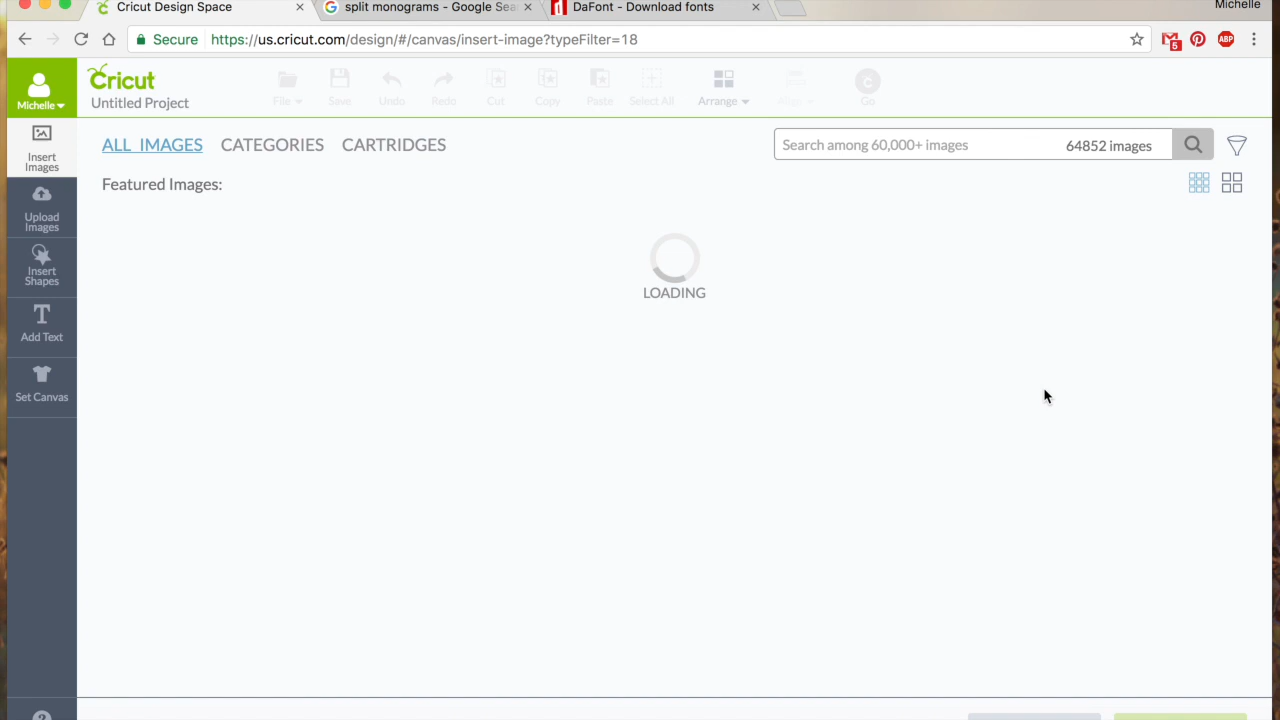 Cricut Design Space
split monograms - Google Sea
DaFont - Download fonts
Michelle
Secure
https://us.cricut.com/design/#/canvas/insert-image?typeFilter=18
5
ABP
Michelle
Cricut
Untitled Project
File
Save
Undo
Redo
Cut
Copy
Paste
Select All
Arrange
Align
Go
Insert
Images
Upload
Images
Insert
Shapes
Add Text
Set Canvas
ALL IMAGES
CATEGORIES
CARTRIDGES
Search among 60,000+ images
64852 images
Featured Images:
LOADING